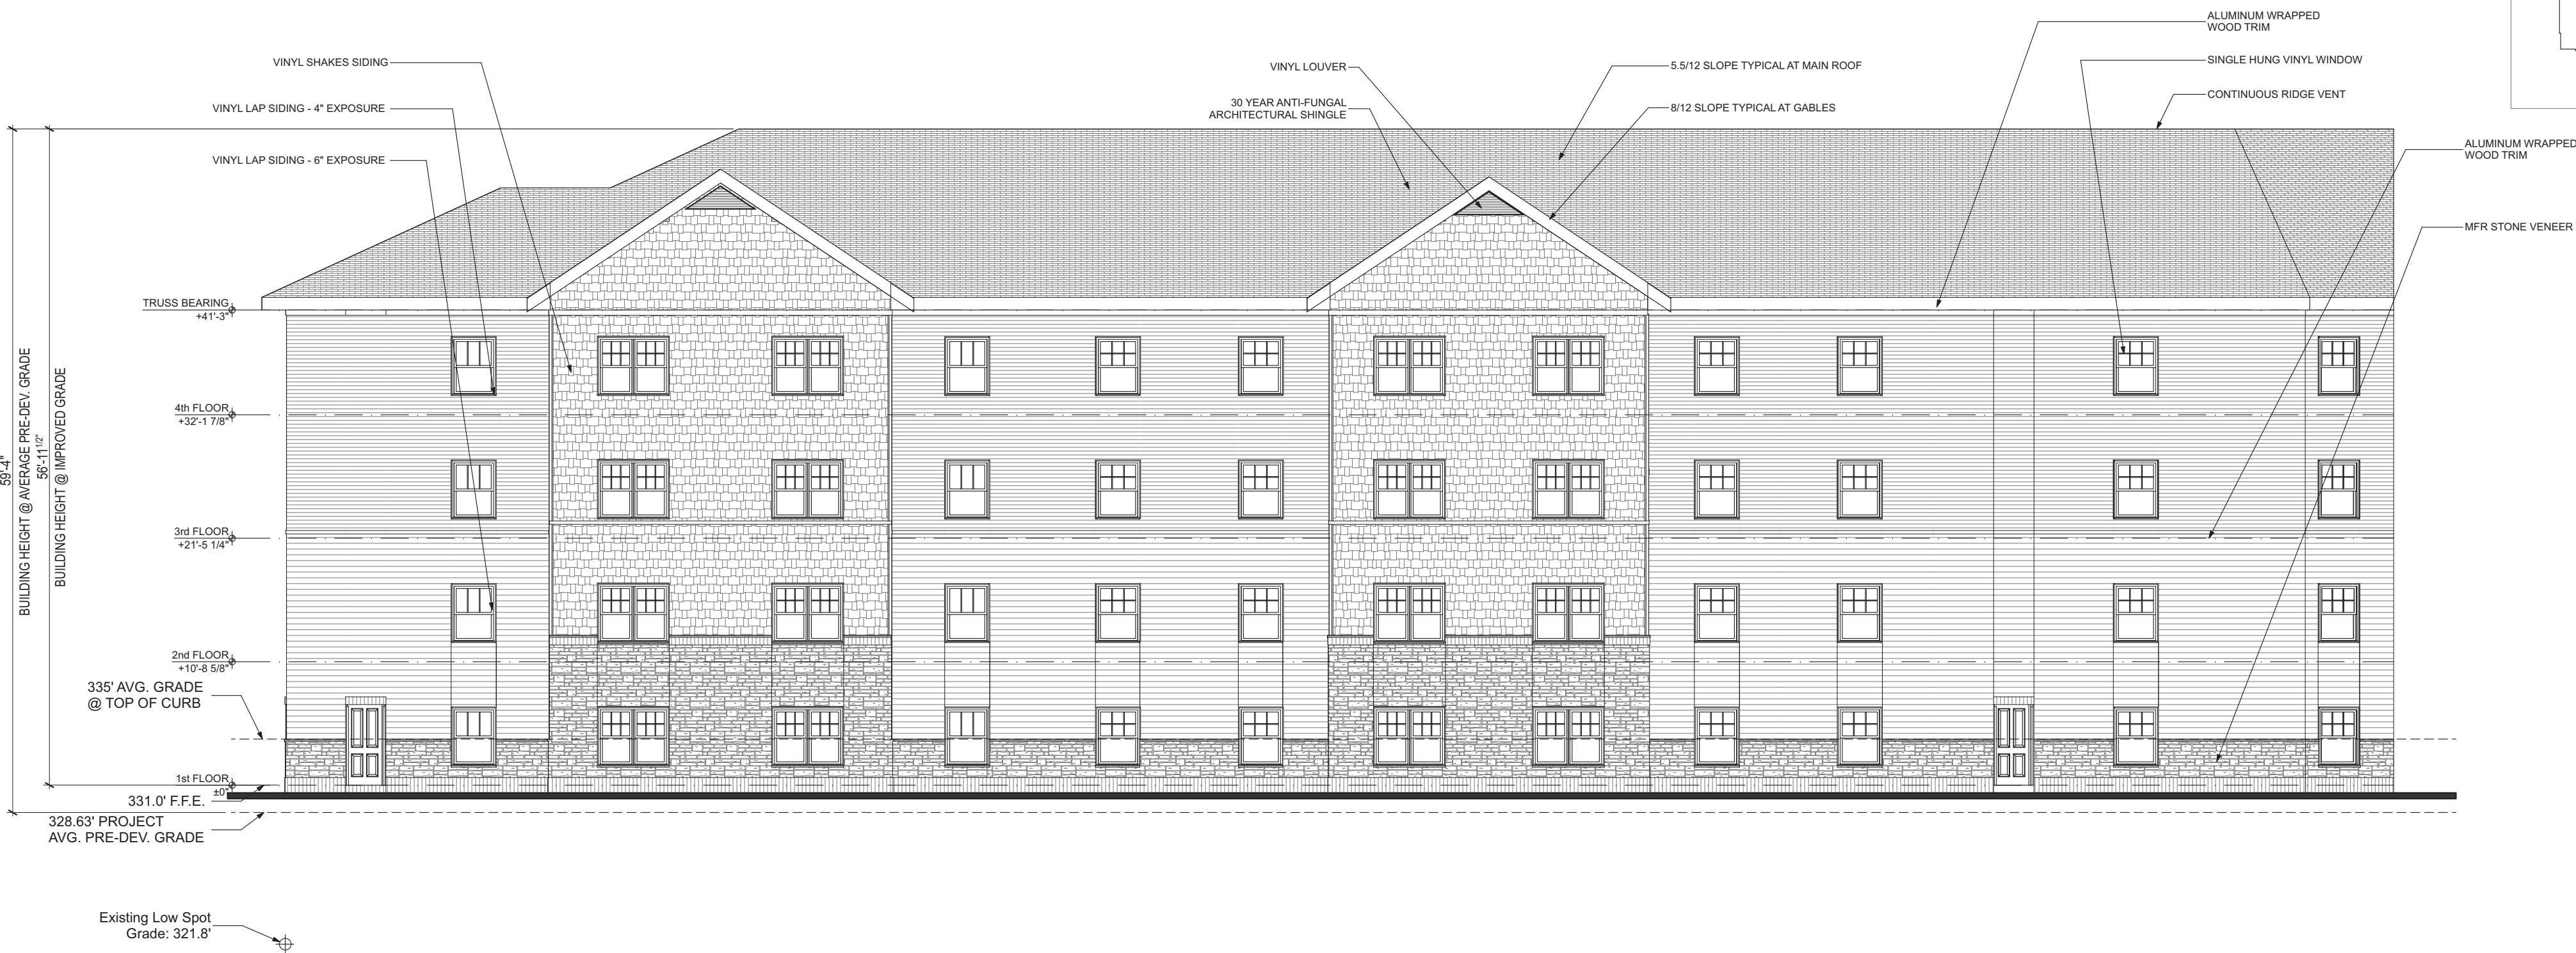 ALUMINUM WRAPPED
WOOD TRIM
VINYL SHAKES SIDING
VINYL LOUVER
5.5/12 SLOPE TYPICAL AT MAIN ROOF
SINGLE HUNG VINYL WINDOW
VINYL LAP SIDING - 4" EXPOSURE
30 YEAR ANTI-FUNGAL
ARCHITECTURAL SHINGLE
8/12 SLOPE TYPICAL AT GABLES
CONTINUOUS RIDGE VENT
VINYL LAP SIDING - 6" EXPOSURE
ALUMINUM WRAPPED
WOOD TRIM
MFR STONE VENEER
TRUSS BEARING
+41'-3"
59'-4"
BUILDING HEIGHT @ AVERAGE PRE-DEV. GRADE
56'-11 1/2"
BUILDING HEIGHT @ IMPROVED GRADE
4th FLOOR
+32'-1 7/8"
3rd FLOOR
+21'-5 1/4"
2nd FLOOR
+10'-8 5/8"
335' AVG. GRADE
@ TOP OF CURB
1st FLOOR
±0"
331.0' F.F.E.
328.63' PROJECT
AVG. PRE-DEV. GRADE
Existing Low Spot
Grade: 321.8'